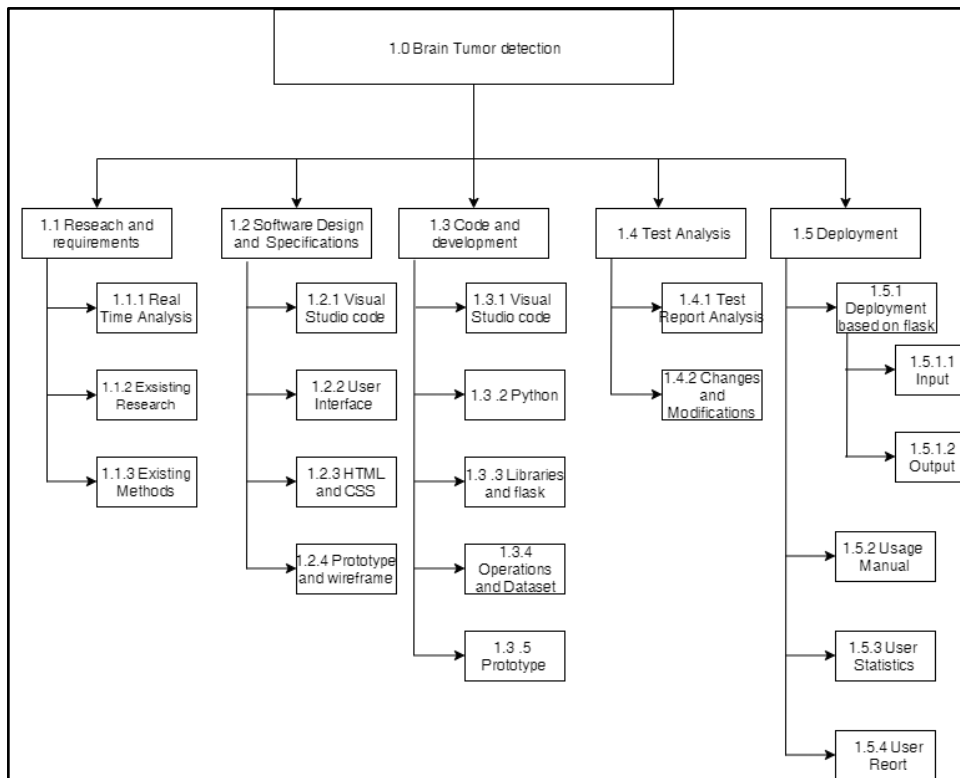 1.0 Brain Tumor detection
1.1 Reseach and
requirements
1.2 Software Design
and Specifications
1.3 Code and
development
1.4 Test Analysis
1.5 Deployment
1.1.1 Real
Time Analysis
1.1.2 Exsisting
Research
1.1.3 Existing
Methods
1.2.1 Visual
Studio code
1.2.2 User
Interface
1.2.3 HTML
and CSS
1.2.4 Prototype
and wireframe
1.3.1 Visual
Studio code
1.3 .2 Python
1.3 .3 Libraries
and flask
1.3.4
Operations
and Dataset
1.3 .5
Prototype
1.4.1 Test
Report Analysis
1.4.2 Changes
and
Modifications
1.5.1
Deployment
based on flask
1.5.1.1
Input
1.5.1.2
Output
1.5.2 Usage
Manual
1.5.3 User
Statistics
1.5.4 User
Reort